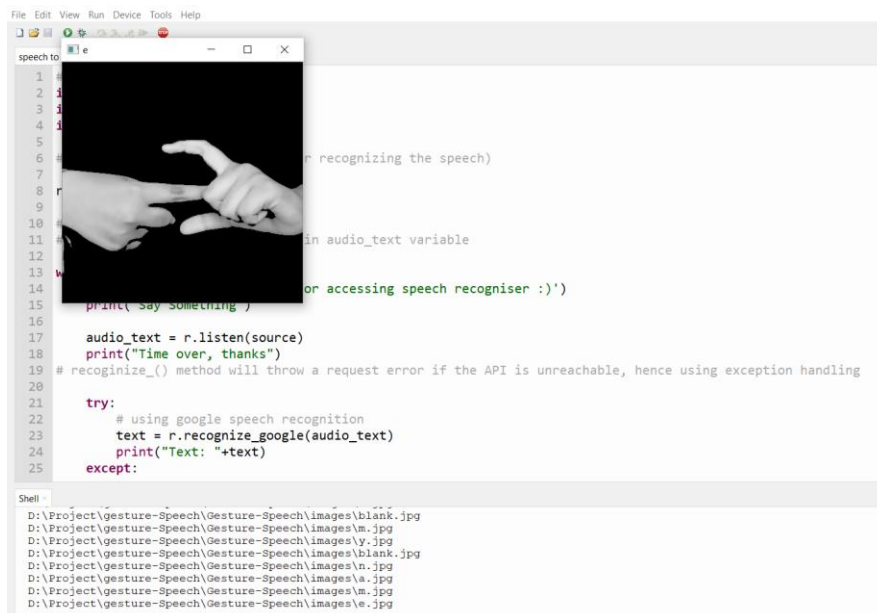 File Edit View Run Device Tools Help
STOP
speech to
e
1 #
2 i
3 i
4 i
5
6 # r recognizing the speech)
7
8 r
9
10 #
11 # in audio_text variable
12
13 w
14 or accessing speech recogniser :)')
15 print("Say Something")
16
17 audio_text = r.listen(source)
18 print("Time over, thanks")
19 # recoginize_() method will throw a request error if the API is unreachable, hence using exception handling
20
21 try:
22 # using google speech recognition
23 text = r.recognize_google(audio_text)
24 print("Text: "+text)
25 except:
Shell
D:\Project\gesture-Speech\Gesture-Speech\images\blank.jpg
D:\Project\gesture-Speech\Gesture-Speech\images\m.jpg
D:\Project\gesture-Speech\Gesture-Speech\images\y.jpg
D:\Project\gesture-Speech\Gesture-Speech\images\blank.jpg
D:\Project\gesture-Speech\Gesture-Speech\images\n.jpg
D:\Project\gesture-Speech\Gesture-Speech\images\a.jpg
D:\Project\gesture-Speech\Gesture-Speech\images\m.jpg
D:\Project\gesture-Speech\Gesture-Speech\images\e.jpg